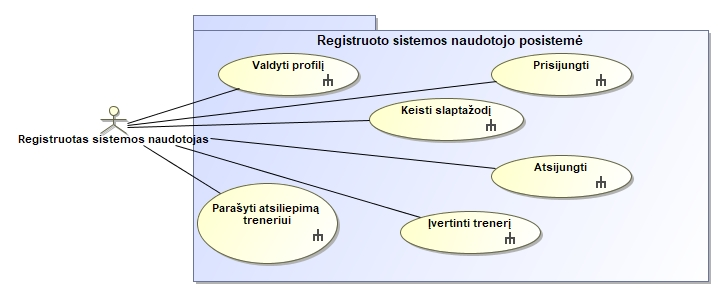 Registruoto sistemos naudotojo posistemė
Valdyti profilį
Prisijungti
Keisti slaptažodį
Registruotas sistemos naudotojas
Atsijungti
Parašyti atsiliepimą
treneriui
Įvertinti trenerį